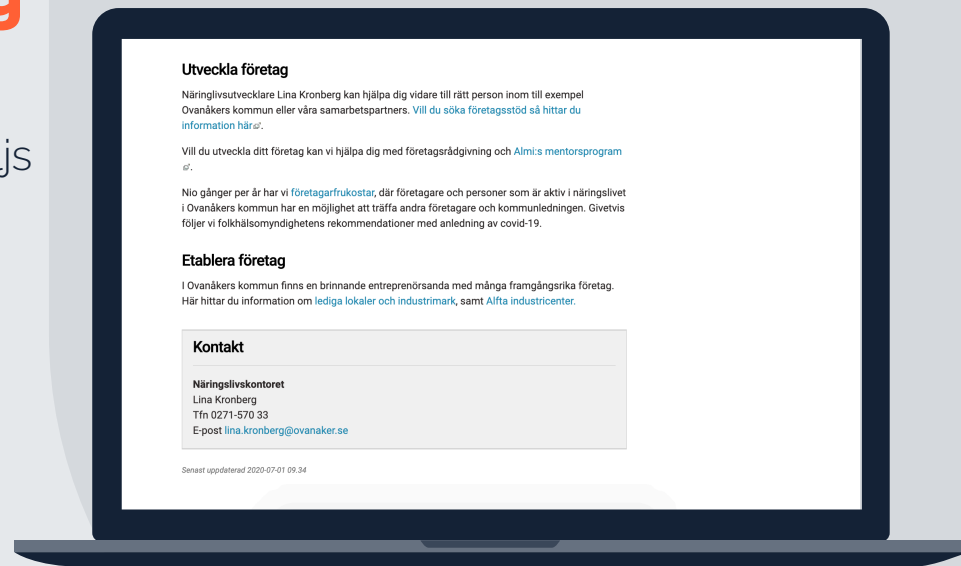 g
js
Utveckla företag
Näringlivsutvecklare Lina Kronberg kan hjälpa dig vidare till rätt person inom till exempel
Ovanåkers kommun eller våra samarbetspartners. Vill du söka företagsstöd så hittar du
information här.
Vill du utveckla ditt företag kan vi hjälpa dig med företagsrådgivning och Almi:s mentorsprogram
.
Nio gånger per år har vi företagarfrukostar, där företagare och personer som är aktiv i näringslivet
i Ovanåkers kommun har en möjlighet att träffa andra företagare och kommunledningen. Givetvis
följer vi folkhälsomyndighetens rekommendationer med anledning av covid-19.
Etablera företag
I Ovanåkers kommun finns en brinnande entreprenörsanda med många framgångsrika företag.
Här hittar du information om lediga lokaler och industrimark, samt Alfta industricenter.
Kontakt
Näringslivskontoret
Lina Kronberg
Tfn 0271-570 33
E-post lina.kronberg@ovanaker.se
Senast uppdaterad 2020-07-01 09.34